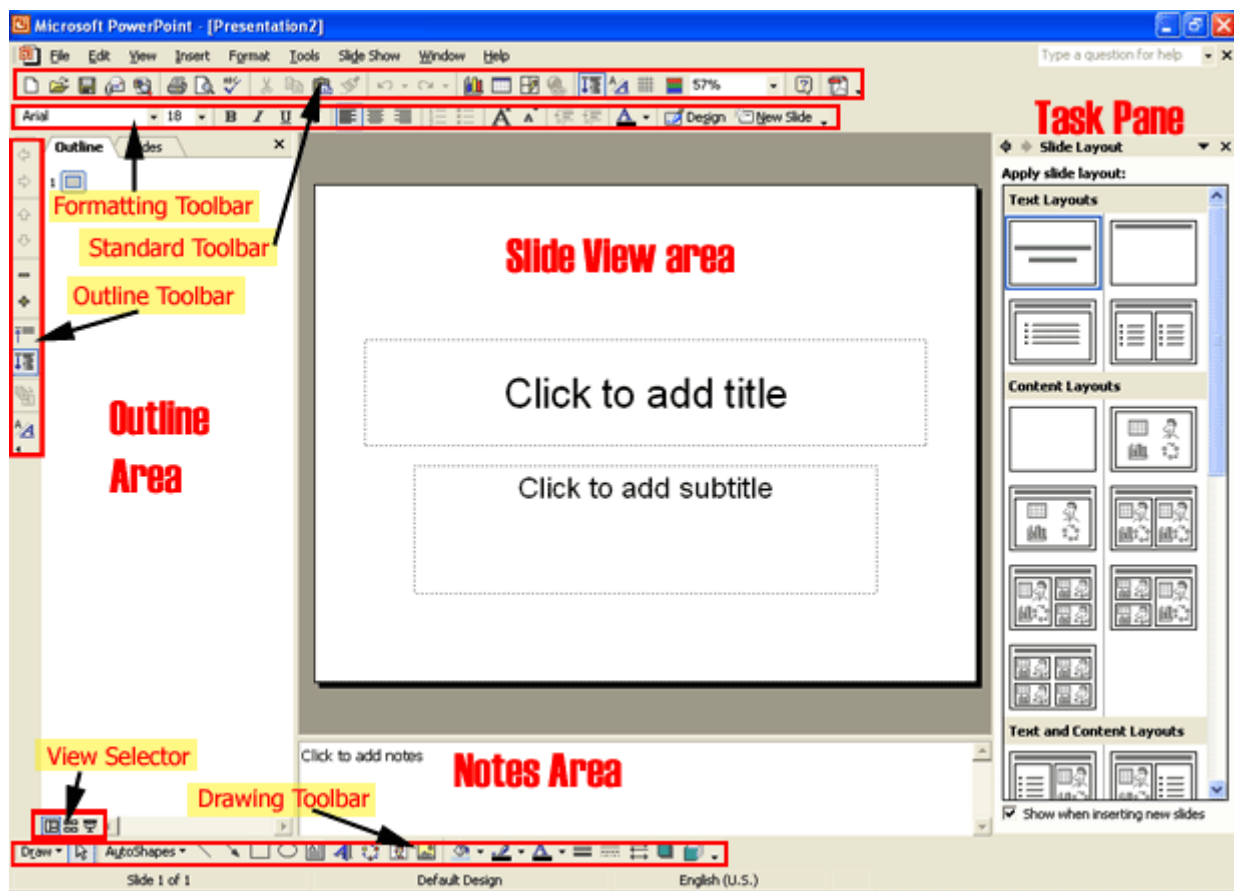 Microsoft PowerPoint - [Presentation2]
File Edit View Insert Format Tools Slide Show Window Help
Type a question for help
57%
Arial 18 B I U A A A Design New Slide
Task Pane
Outline
Slide Layout
1
Apply slide layout:
Text Layouts
Formatting Toolbar
Standard Toolbar
Outline Toolbar
Slide View area
Content Layouts
Click to add title
Outline
Area
Click to add subtitle
Text and Content Layouts
View Selector
Click to add notes
Notes Area
Drawing Toolbar
Show when inserting new slides
Draw AutoShapes
Slide 1 of 1 Default Design English (U.S.)